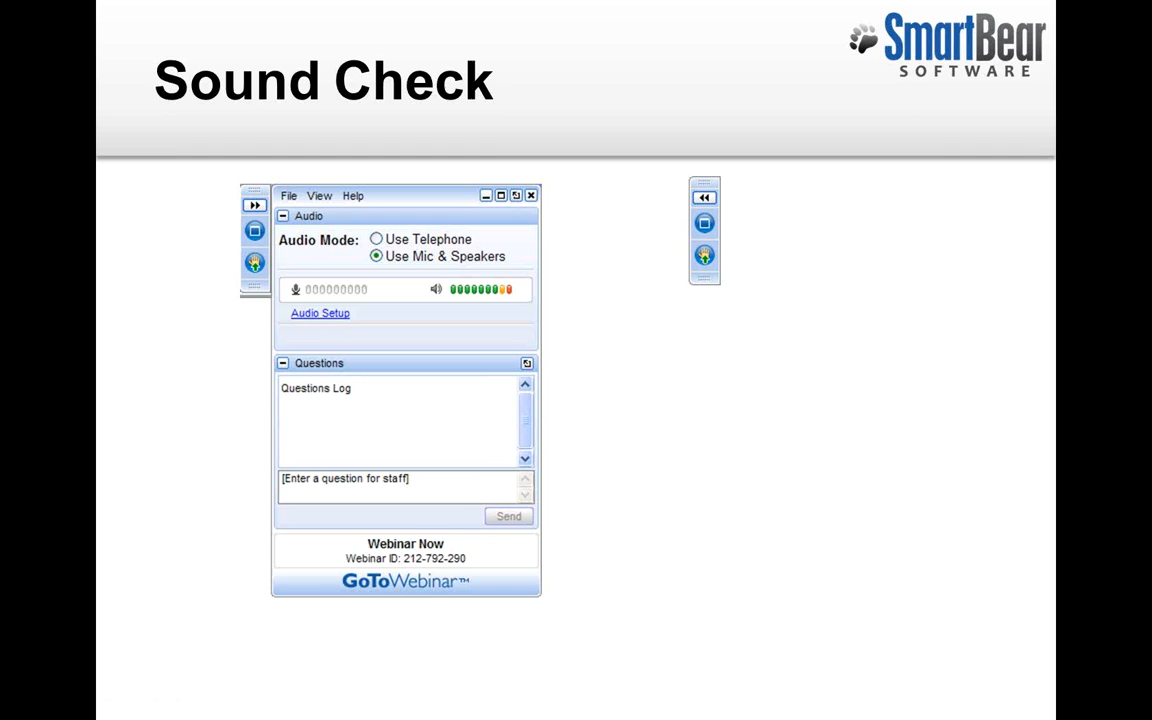 SmartBear
SOFTWARE
Sound Check
File View Help
Audio
Audio Mode: Use Telephone
Use Mic & Speakers
Audio Setup
Questions
Questions Log
[Enter a question for staff]
Send
Webinar Now
Webinar ID: 212-792-290
GoToWebinar™